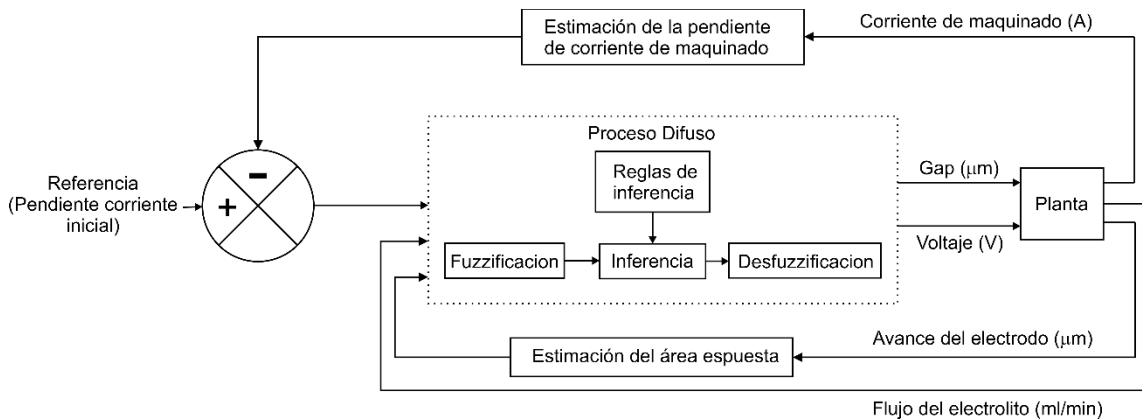 Estimación de la pendiente
de corriente de maquinado
Corriente de maquinado (A)
Proceso Difuso
Reglas de
inferencia
Referencia
(Pendiente corriente
inicial)
+
-
Gap (μm)
Planta
Voltaje (V)
Fuzzificacion
Inferencia
Desfuzzificacion
Avance del electrodo (μm)
Estimación del área espuesta
Flujo del electrolito (ml/min)